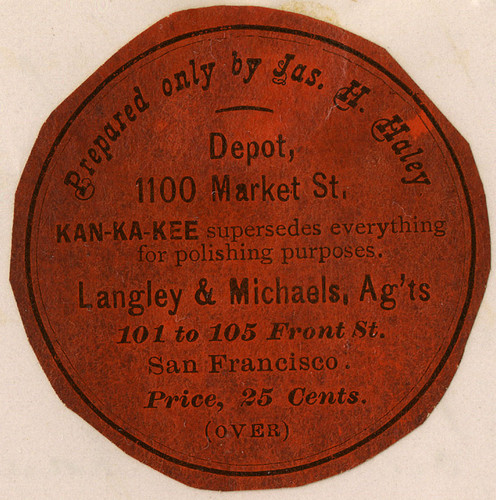 Prepared only by Jas. H. Haley
Depot,
1100 Market St.
KAN-KA-KEE supersedes everything
for polishing purposes.
Langley & Michaels, Ag'ts
101 to 105 Front St.
San Francisco.
Price, 25 Cents.
(OVER)